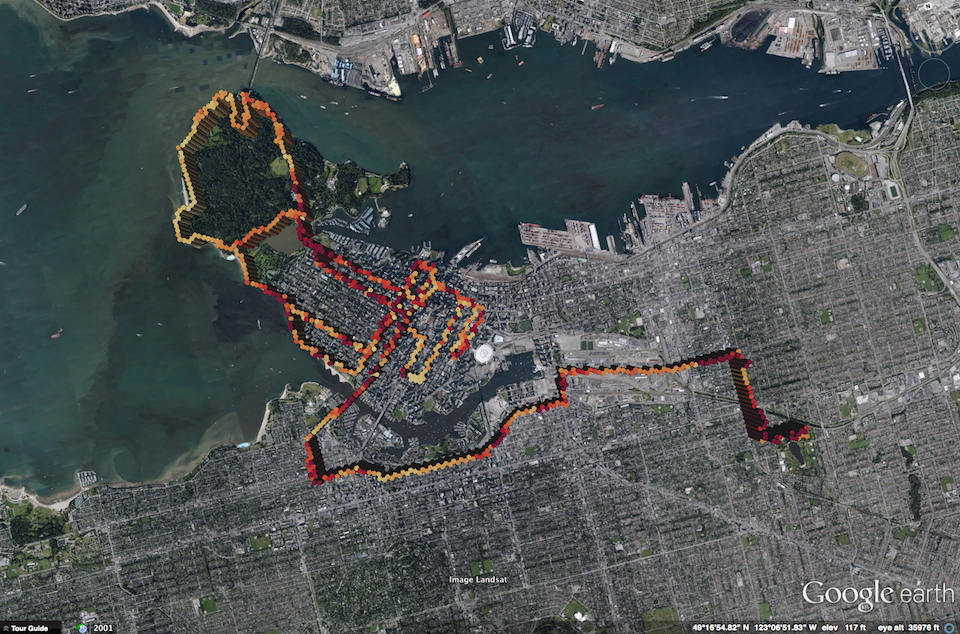 N
Image Landsat
Google earth
Tour Guide
2001
49°16'54.82" N 123°06'51.83" W elev 117 ft eye alt 35976 ft